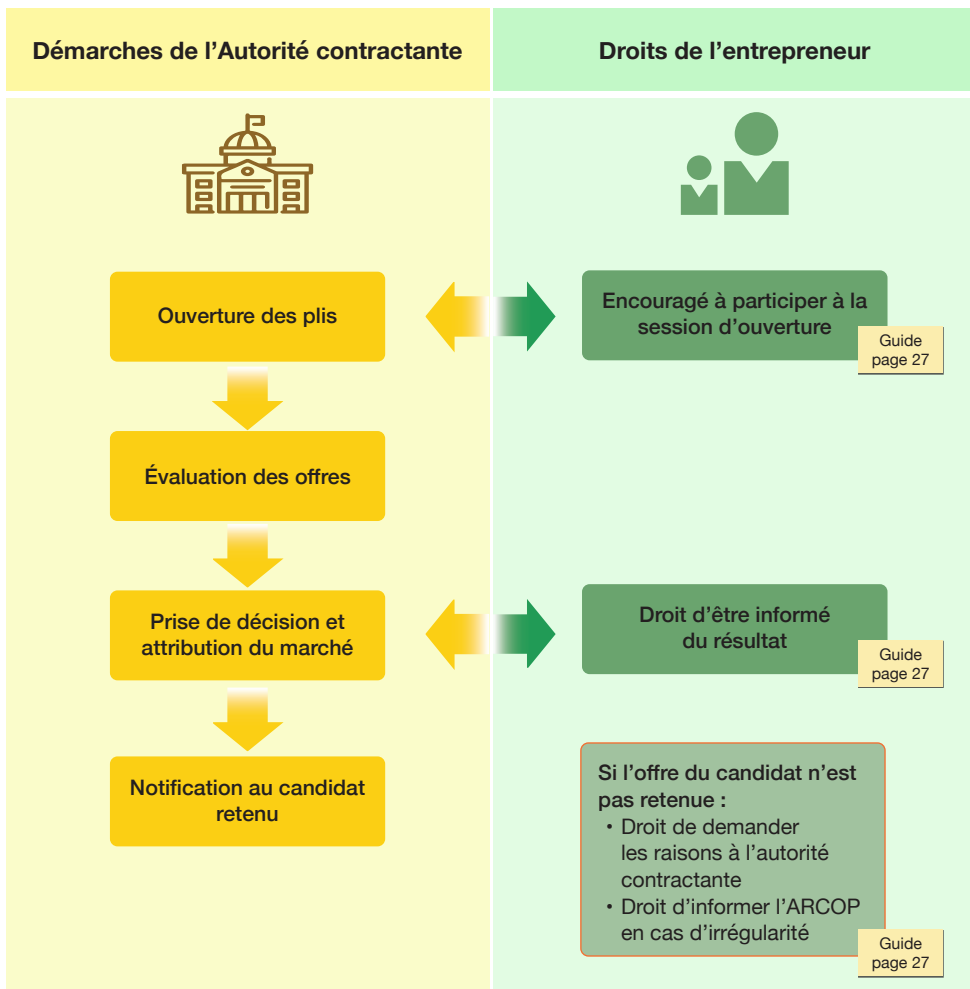 Démarches de l’Autorité contractante
Droits de l’entrepreneur
Ouverture des plis
Encouragé à participer à la
session d’ouverture
Guide
page 27
Évaluation des offres
Prise de décision et
attribution du marché
Droit d’être informé
du résultat
Guide
page 27
Notification au candidat
retenu
Si l’offre du candidat n’est
pas retenue :
• Droit de demander
les raisons à l’autorité
contractante
• Droit d’informer l’ARCOP
en cas d’irrégularité
Guide
page 27